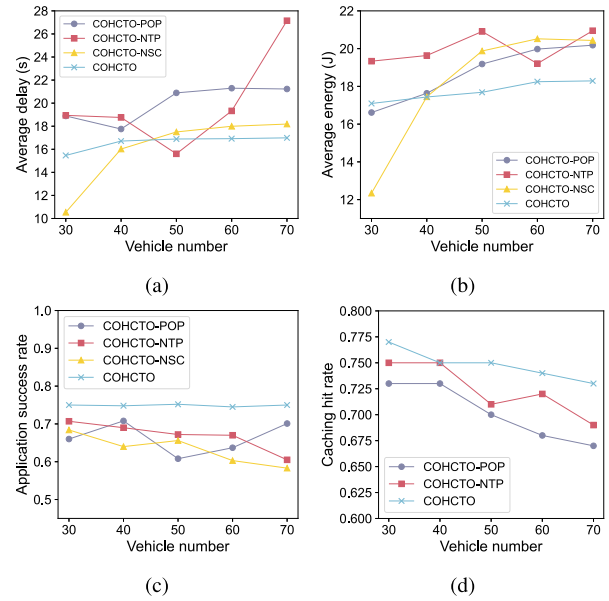 28
26
24
22
20
18
16
14
12
10
Average delay (s)
COHCTO-POP
COHCTO-NTP
COHCTO-NSC
COHCTO
30 40 50 60 70
Vehicle number
(a)
22
20
18
16
14
12
Average energy (J)
COHCTO-POP
COHCTO-NTP
COHCTO-NSC
COHCTO
30 40 50 60 70
Vehicle number
(b)
1.0
0.9
0.8
0.7
0.6
0.5
Application success rate
COHCTO-POP
COHCTO-NTP
COHCTO-NSC
COHCTO
30 40 50 60 70
Vehicle number
(c)
0.800
0.775
0.750
0.725
0.700
0.675
0.650
0.625
0.600
Caching hit rate
COHCTO-POP
COHCTO-NTP
COHCTO
30 40 50 60 70
Vehicle number
(d)